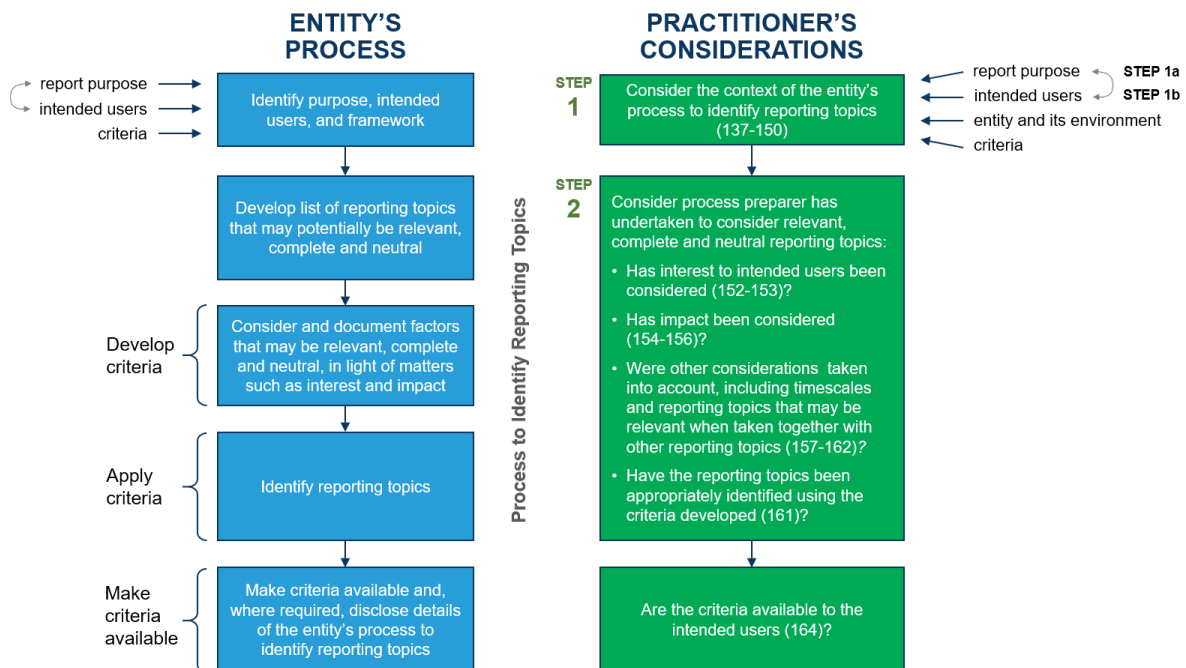 ENTITY'S
PROCESS
report purpose
intended users
criteria
Identify purpose, intended
users, and framework
Develop list of reporting topics
that may potentially be relevant,
complete and neutral
Develop
criteria
Consider and document factors
that may be relevant, complete
and neutral, in light of matters
such as interest and impact
Apply
criteria
Identify reporting topics
Make
criteria
available
Make criteria available and,
where required, disclose details
of the entity's process to
identify reporting topics
Process to Identify Reporting Topics
PRACTITIONER'S
CONSIDERATIONS
STEP
1
Consider the context of the entity's
process to identify reporting topics
(137-150)
report purpose
STEP 1a
intended users
STEP 1b
entity and its environment
criteria
STEP
2
Consider process preparer has
undertaken to consider relevant,
complete and neutral reporting topics:
• Has interest to intended users been
considered (152-153)?
• Has impact been considered
(154-156)?
• Were other considerations taken
into account, including timescales
and reporting topics that may be
relevant when taken together with
other reporting topics (157-162)?
• Have the reporting topics been
appropriately identified using the
criteria developed (161)?
Are the criteria available to the
intended users (164)?